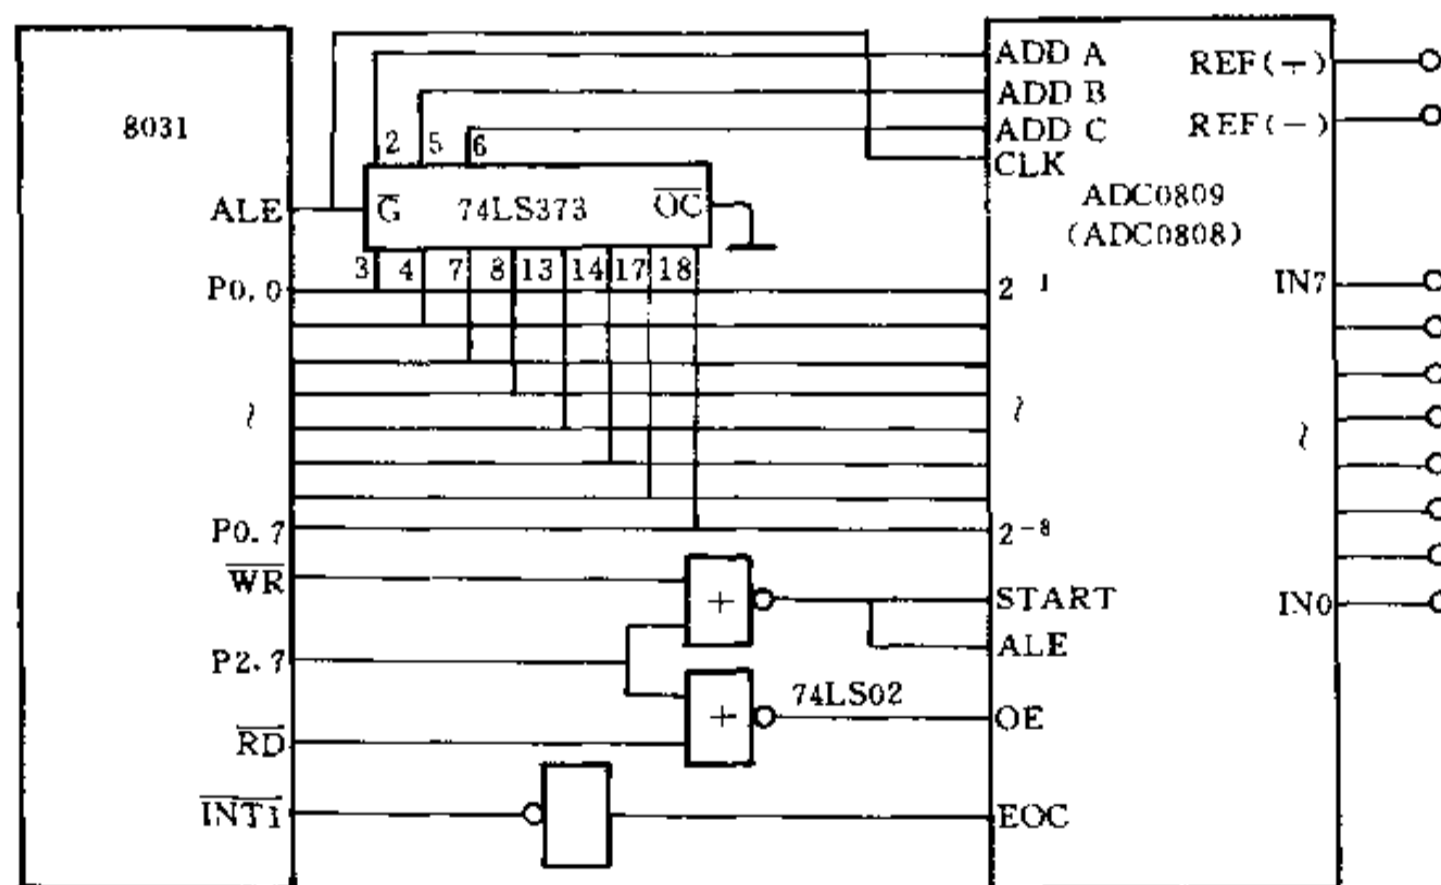 8031
ALE
P0.0
≀
P0.7
WR
P2.7
RD
INT1
2 5 6
G 74LS373 OC
3 4 7 8 13 14 17 18
74LS02
+
+
ADD A
ADD B
ADD C
CLK
REF(+)
REF(-)
ADC0809
(ADC0808)
2 1
≀
2-8
START
ALE
OE
EOC
IN7
≀
IN0